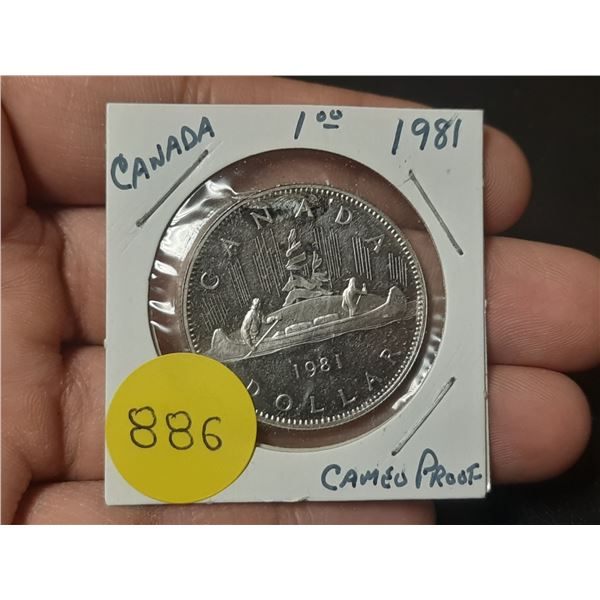 CANADA 1.00 1981
CANADA
1981
DOLLAR
886
CAMEO PROOF